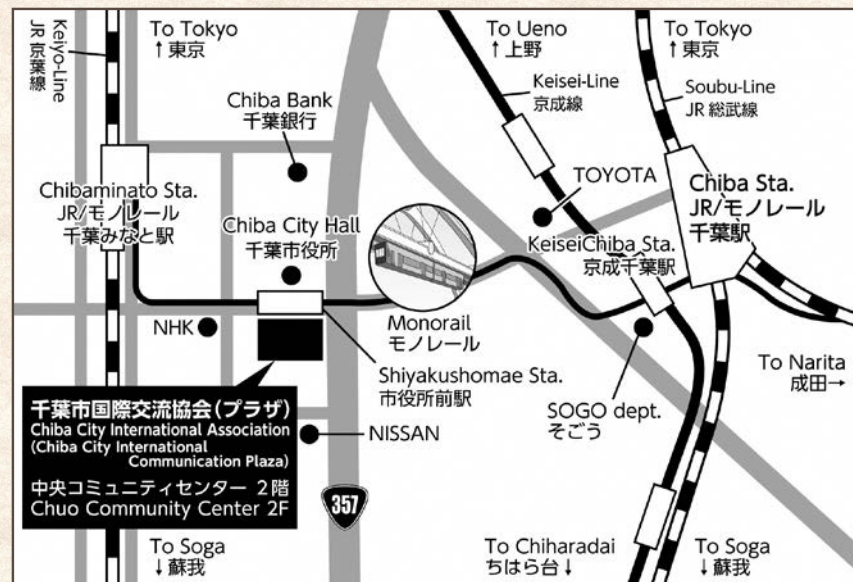 Keiyo-Line
JR 京葉線
To Tokyo
↑東京
To Ueno
↑上野
To Tokyo
↑東京
Keisei-Line
京成線
Soubu-Line
JR 総武線
Chiba Bank
千葉銀行
TOYOTA
Chibaminato Sta.
JR/モノレール
千葉みなと駅
Chiba Sta.
JR/モノレール
千葉駅
Chiba City Hall
千葉市役所
KeiseiChiba Sta.
京成千葉駅
NHK
Monorail
モノレール
Shiyakushomae Sta.
市役所前駅
To Narita
成田→
SOGO dept.
そごう
千葉市国際交流協会(プラザ)
Chiba City International Association
(Chiba City International
Communication Plaza)
中央コミュニティセンター 2階
Chuo Community Center 2F
NISSAN
357
To Soga
↓蘇我
To Chiharadai
ちはら台↓
To Soga
↓蘇我